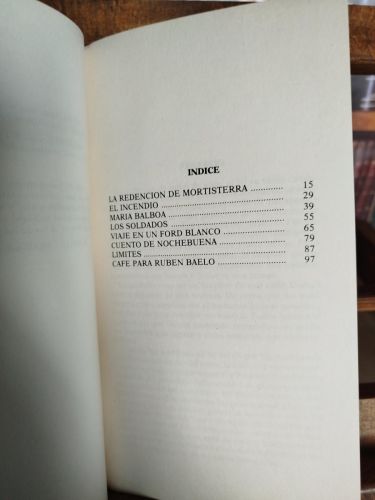 INDICE
LA REDENCION DE MORTISTERRA ............. 15
EL INCENDIO ................................................ 29
MARIA BALBOA ............................................ 39
LOS SOLDADOS ............................................ 55
VIAJE EN UN FORD BLANCO ....................... 65
CUENTO DE NOCHEBUENA ........................ 79
LIMITES ...................................................... 87
CAFE PARA RUBEN BAELO ......................... 97